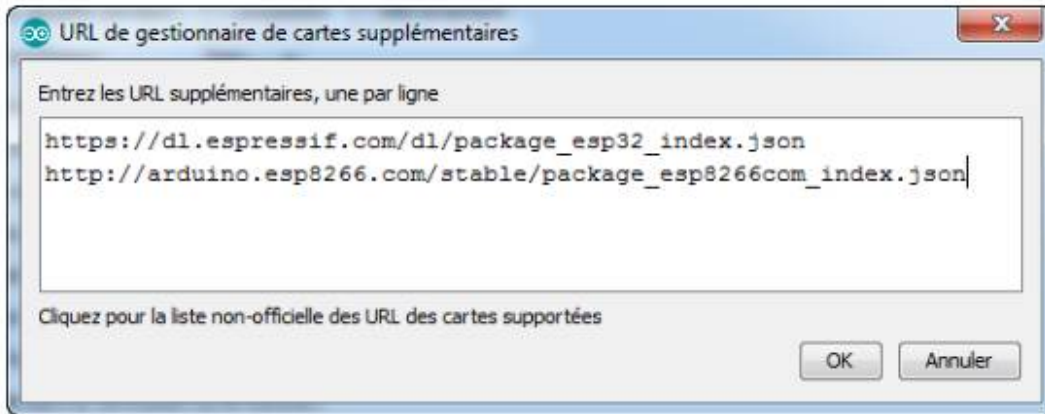 URL de gestionnaire de cartes supplémentaires
Entrez les URL supplémentaires, une par ligne
https://dl.espressif.com/dl/package_esp32_index.json
http://arduino.esp8266.com/stable/package_esp8266com_index.json
Cliquez pour la liste non-officielle des URL des cartes supportées
OK Annuler